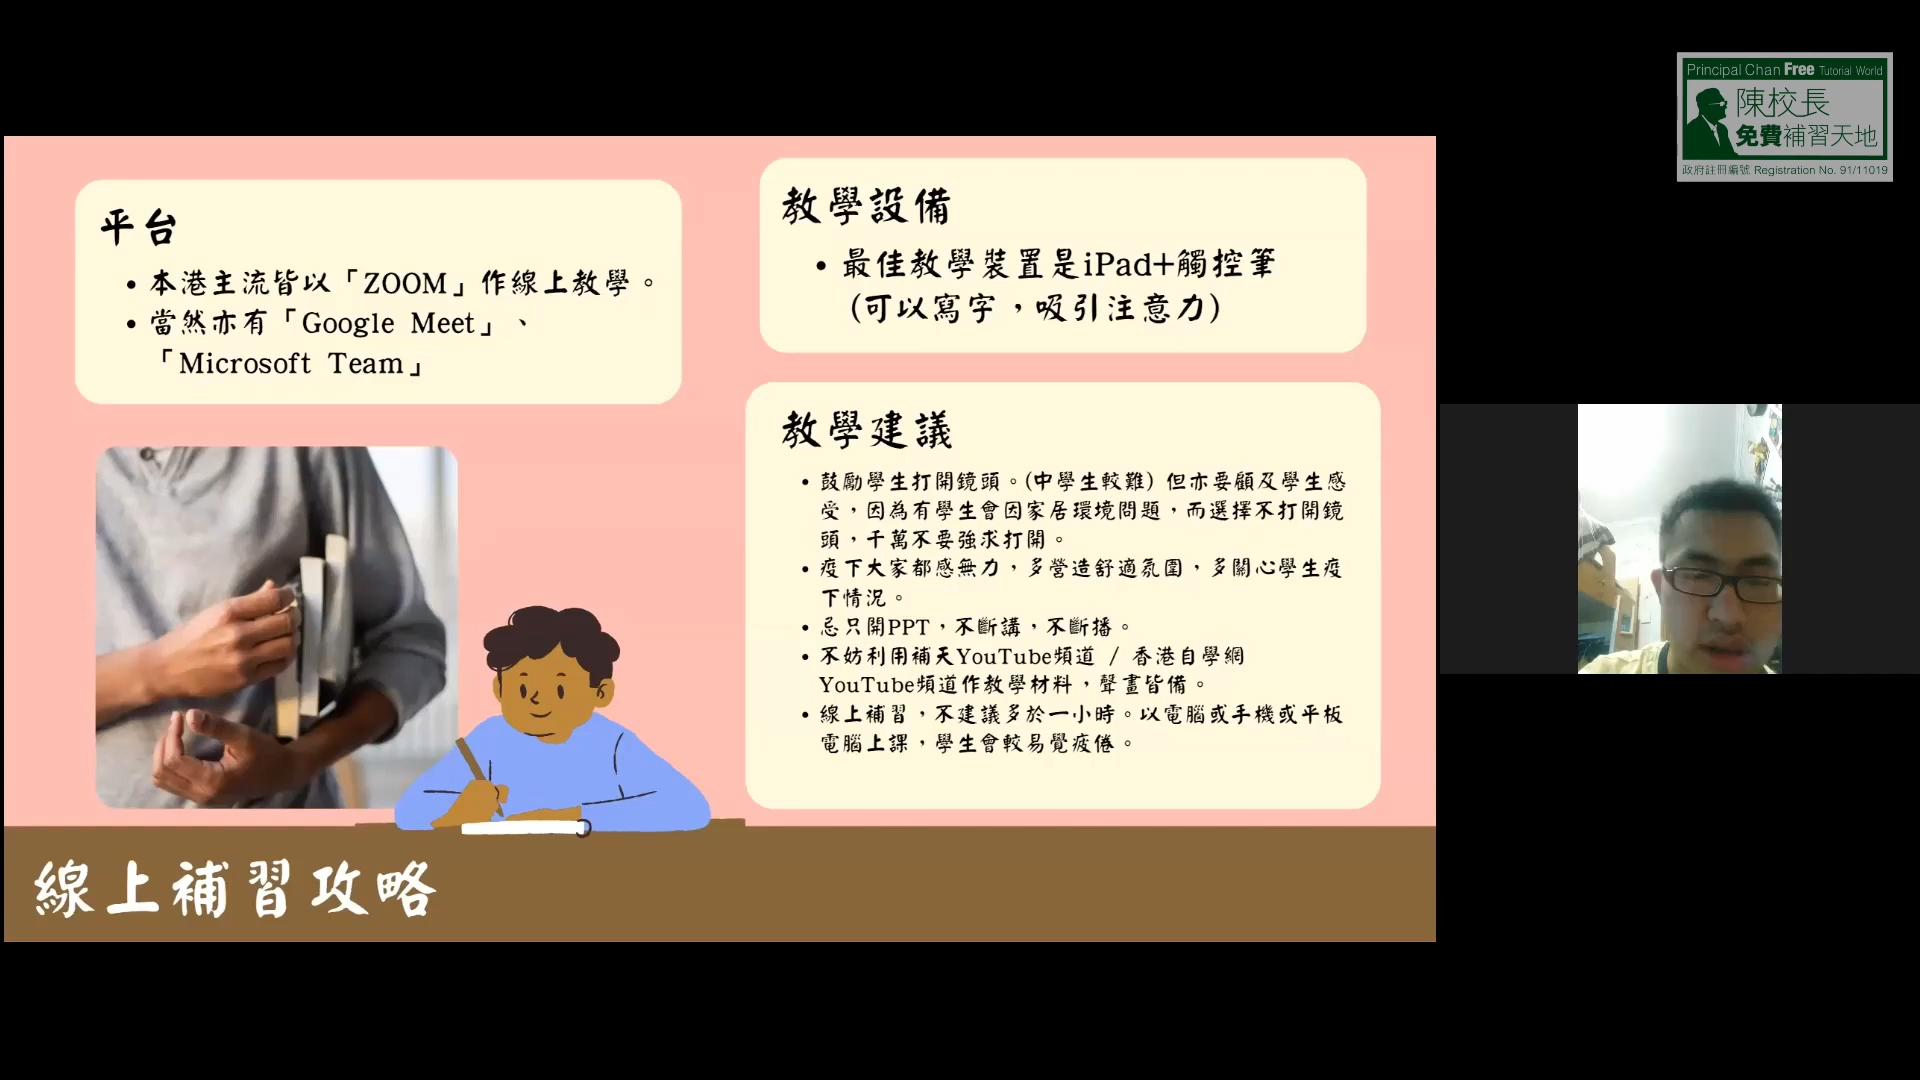 Principal Chan Free Tutorial World
陳校長
免費補習天地
政府註冊編號 Registration No. 91/11019
平台
•本港主流皆以「ZOOM」作線上教學。
•當然亦有「Google Meet」、
「Microsoft Team」
教學設備
•最佳教學裝置是iPad+觸控筆
(可以寫字，吸引注意力)
教學建議
•鼓勵學生打開鏡頭。(中學生較難) 但亦要顧及學生感
受，因為有學生會因家居環境問題，而選擇不打開鏡
頭，千萬不要強求打開。
•疫下大家都感無力，多營造舒適氛圍，多關心學生疫
下情況。
•忌只開PPT，不斷講，不斷播。
•不妨利用補天YouTube頻道 / 香港自學網
YouTube頻道作教學材料，聲畫皆備。
•線上補習，不建議多於一小時。以電腦或手機或平板
電腦上課，學生會較易覺疲倦。
線上補習攻略